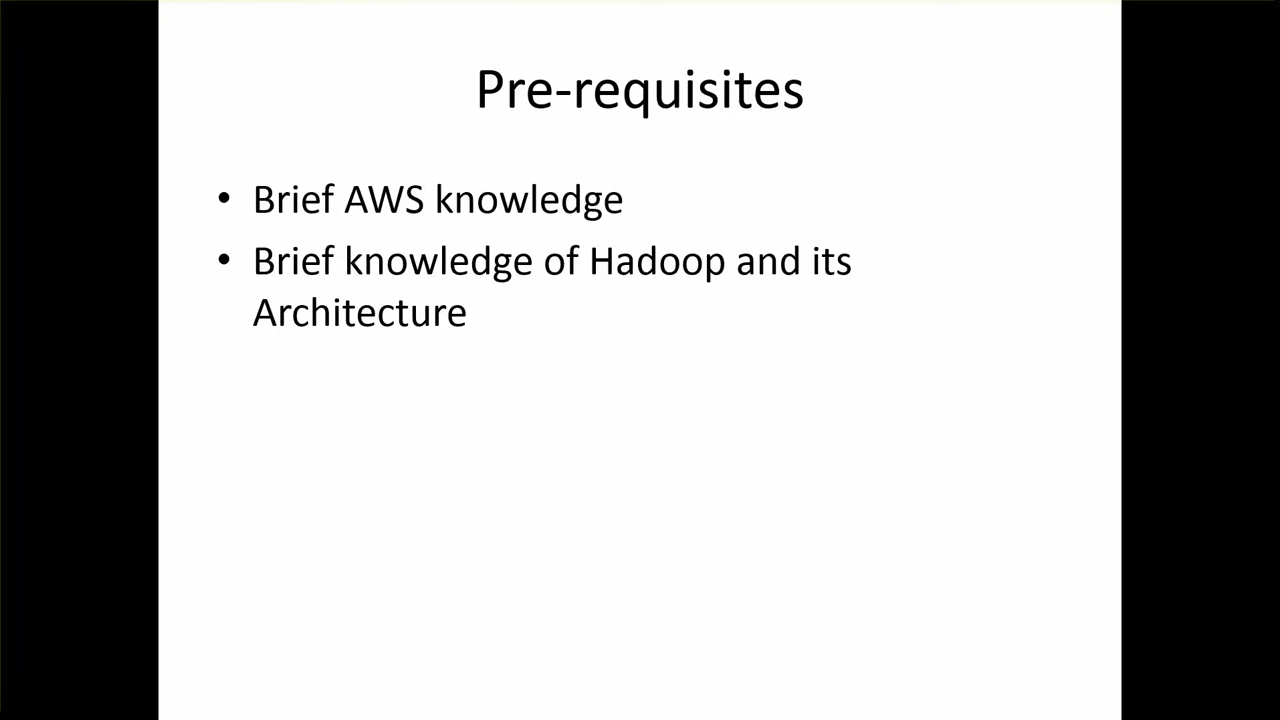 Pre-requisites
• Brief AWS knowledge
• Brief knowledge of Hadoop and its
Architecture